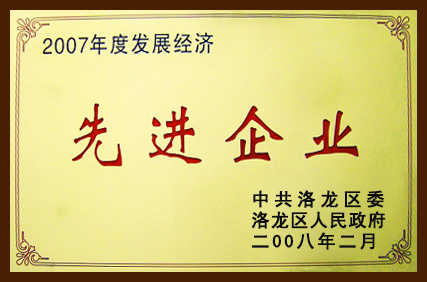 2007年度发展经济
先进企业
中共洛龙区委
洛龙区人民政府
二00八年二月